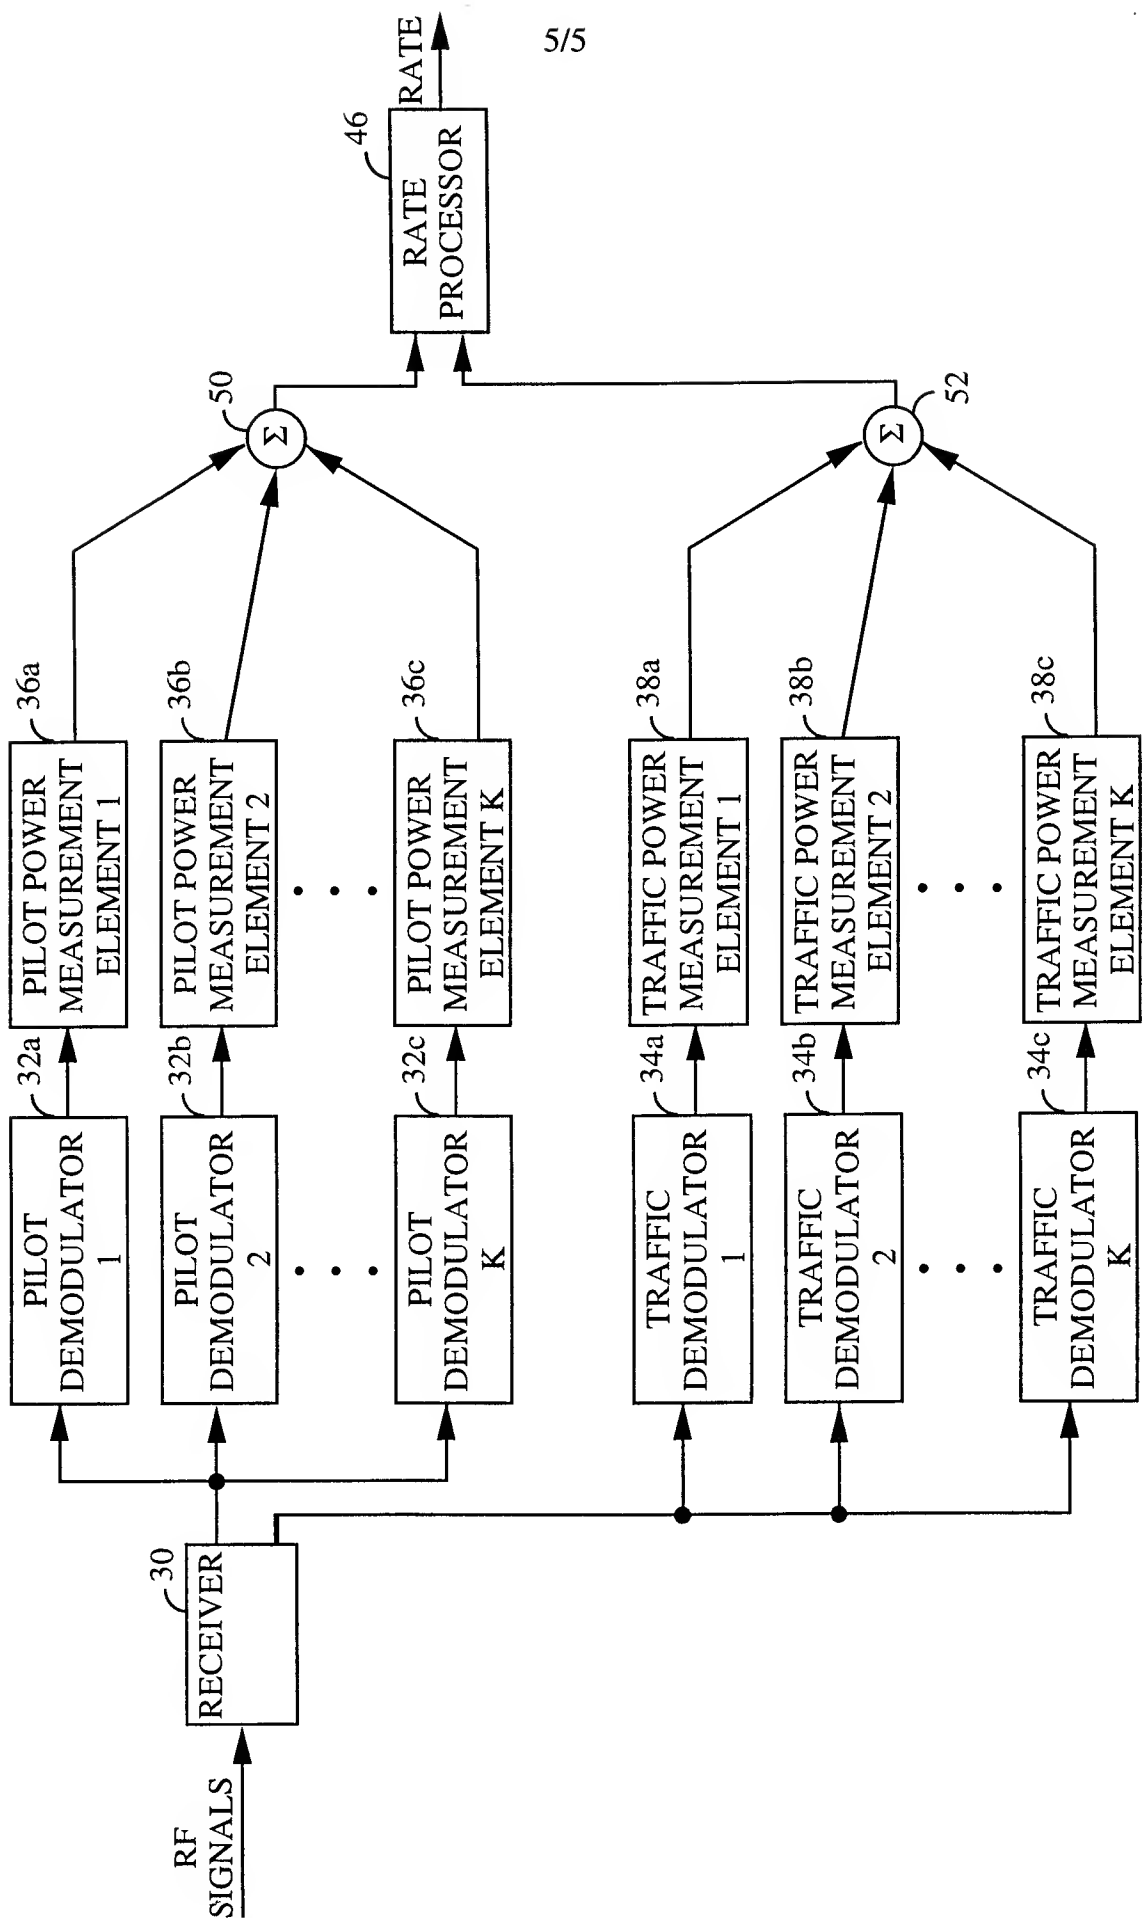 5/5
RF
SIGNALS
30
RECEIVER
32a
PILOT
DEMODULATOR
1
36a
PILOT POWER
MEASUREMENT
ELEMENT 1
32b
PILOT
DEMODULATOR
2
36b
PILOT POWER
MEASUREMENT
ELEMENT 2
32c
PILOT
DEMODULATOR
K
36c
PILOT POWER
MEASUREMENT
ELEMENT K
50
Σ
46
RATE
PROCESSOR
RATE
34a
TRAFFIC
DEMODULATOR
1
38a
TRAFFIC POWER
MEASUREMENT
ELEMENT 1
34b
TRAFFIC
DEMODULATOR
2
38b
TRAFFIC POWER
MEASUREMENT
ELEMENT 2
34c
TRAFFIC
DEMODULATOR
K
38c
TRAFFIC POWER
MEASUREMENT
ELEMENT K
Σ
52